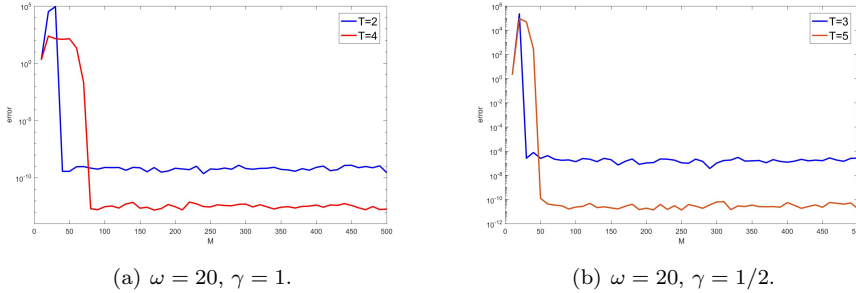 10^5
10^0
10^-5
10^-10
error
0 50 100 150 200 250 300 350 400 450 500
M
T=2
T=4
10^6
10^4
10^2
10^0
10^-2
10^-4
10^-6
10^-8
10^-10
10^-12
error
0 50 100 150 200 250 300 350 400 450 500
M
T=3
T=5
(a) ω = 20, γ = 1.
(b) ω = 20, γ = 1/2.